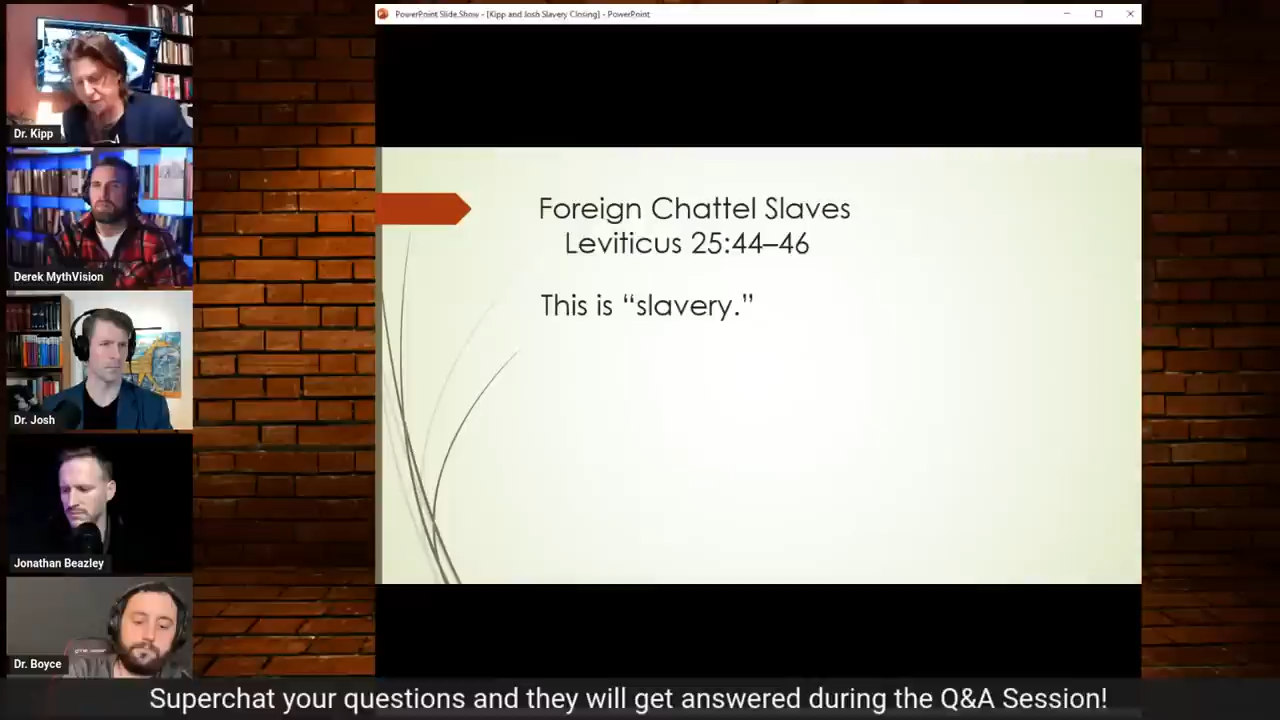 PowerPoint Slide Show - [Kipp and Josh Slavery Closing] - PowerPoint
Dr. Kipp
Derek MythVision
Dr. Josh
Jonathan Beazley
Dr. Boyce
Foreign Chattel Slaves
Leviticus 25:44–46
This is “slavery.”
Superchat your questions and they will get answered during the Q&A Session!